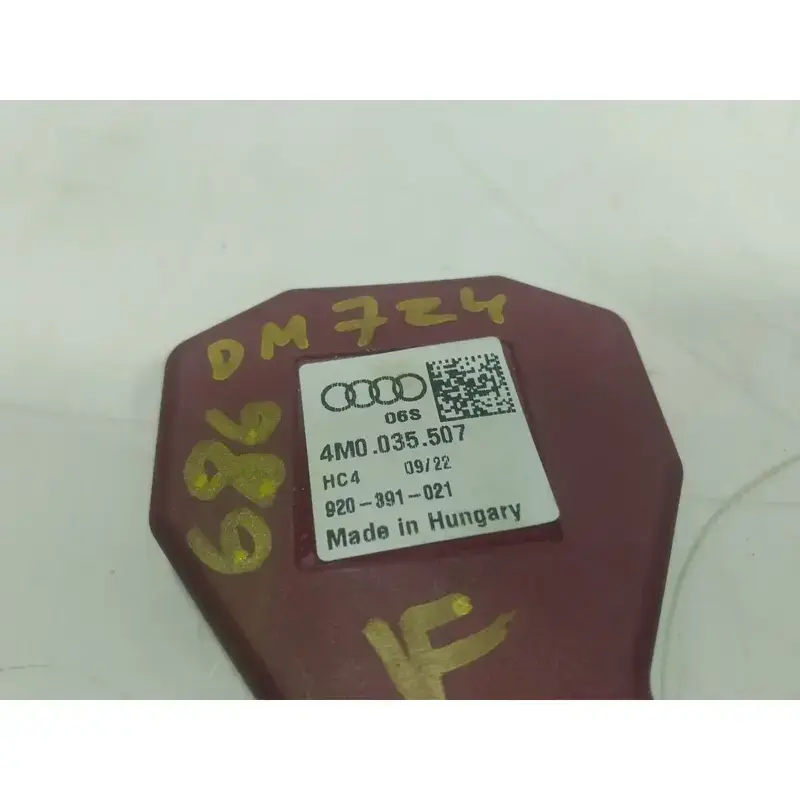 DM724
686
06S
4M0.035.507
HC4 09/22
920-391-021
Made in Hungary